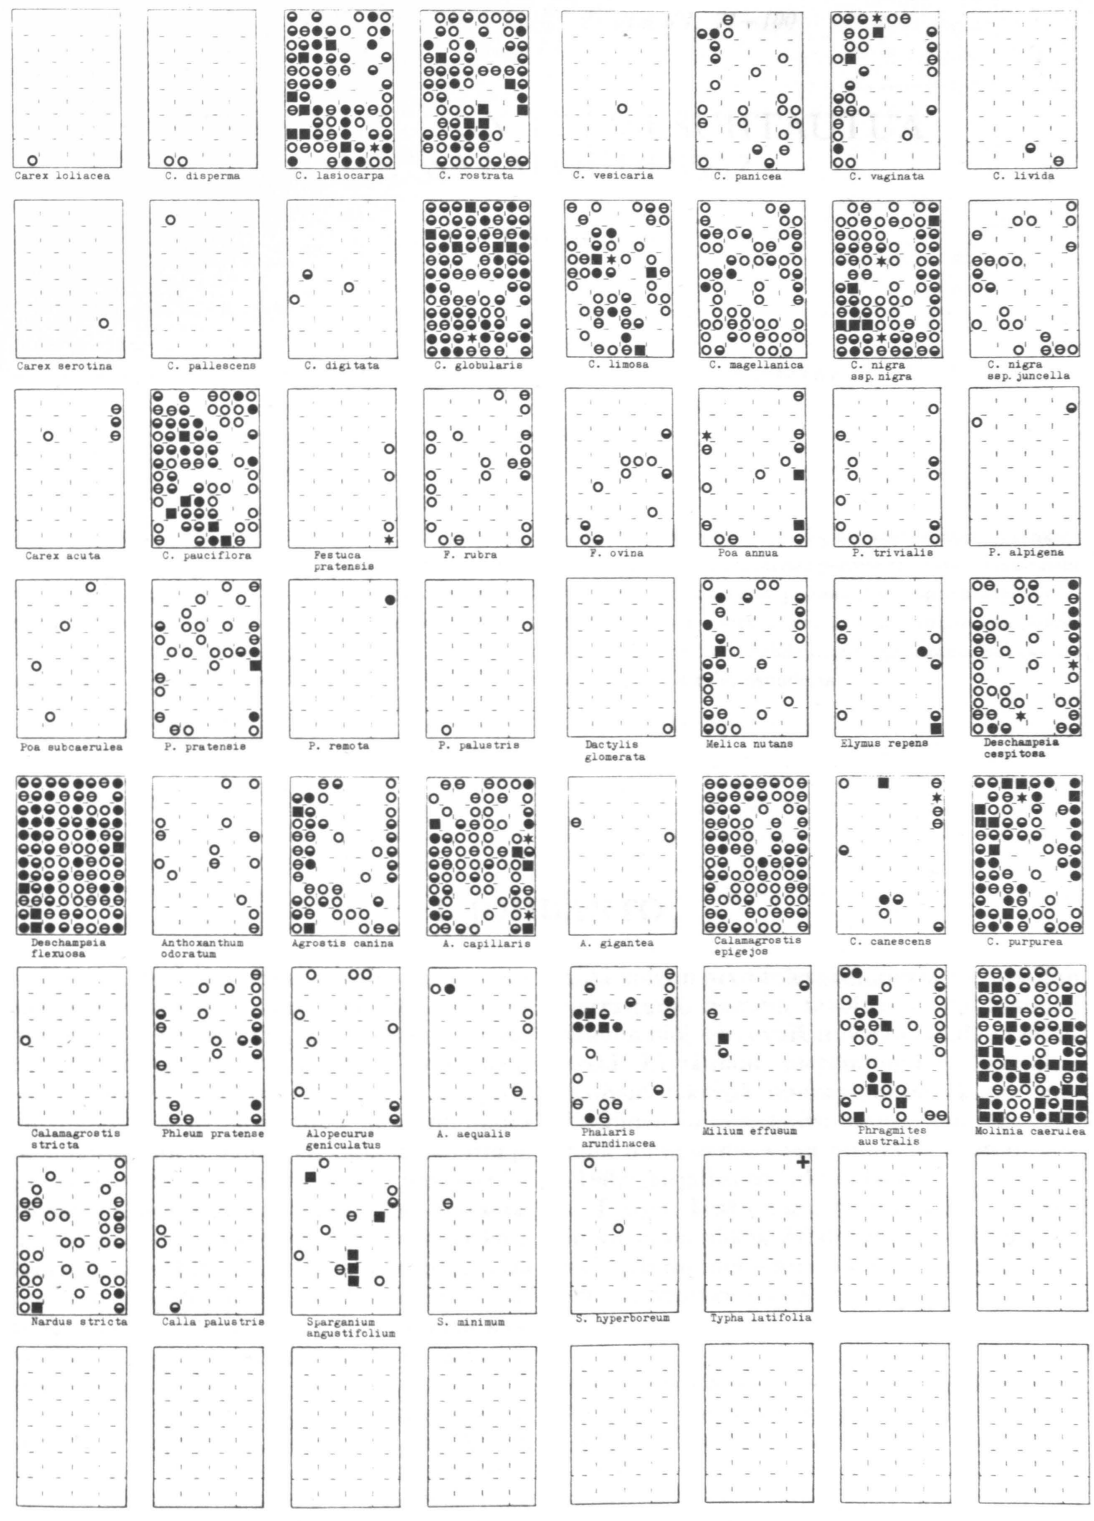 Carex loliacea
C. disperma
C. lasiocarpa
C. rostrata
C. vesicaria
C. panicea
C. vaginata
C. livida
Carex serotina
C. pallescens
C. digitata
C. globularis
C. limosa
C. magellanica
C. nigra
ssp. nigra
C. nigra
ssp. juncella
Carex acuta
C. pauciflora
Festuca
pratensis
F. rubra
F. ovina
Poa annua
P. trivialis
P. alpigena
Poa subcaerulea
P. pratensis
P. remota
P. palustris
Dactylis
glomerata
Melica nutans
Elymus repens
Deschampsia
cespitosa
Deschampsia
flexuosa
Anthoxanthum
odoratum
Agrostis canina
A. capillaris
A. gigantea
Calamagrostis
epigejos
C. canescens
C. purpurea
Calamagrostis
stricta
Phleum pratense
Alopecurus
geniculatus
A. aequalis
Phalaris
arundinacea
Milium effusum
Phragmites
australis
Molinia caerulea
Nardus stricta
Calla palustris
Sparganium
angustifolium
S. minimum
S. hyperboreum
Typha latifolia